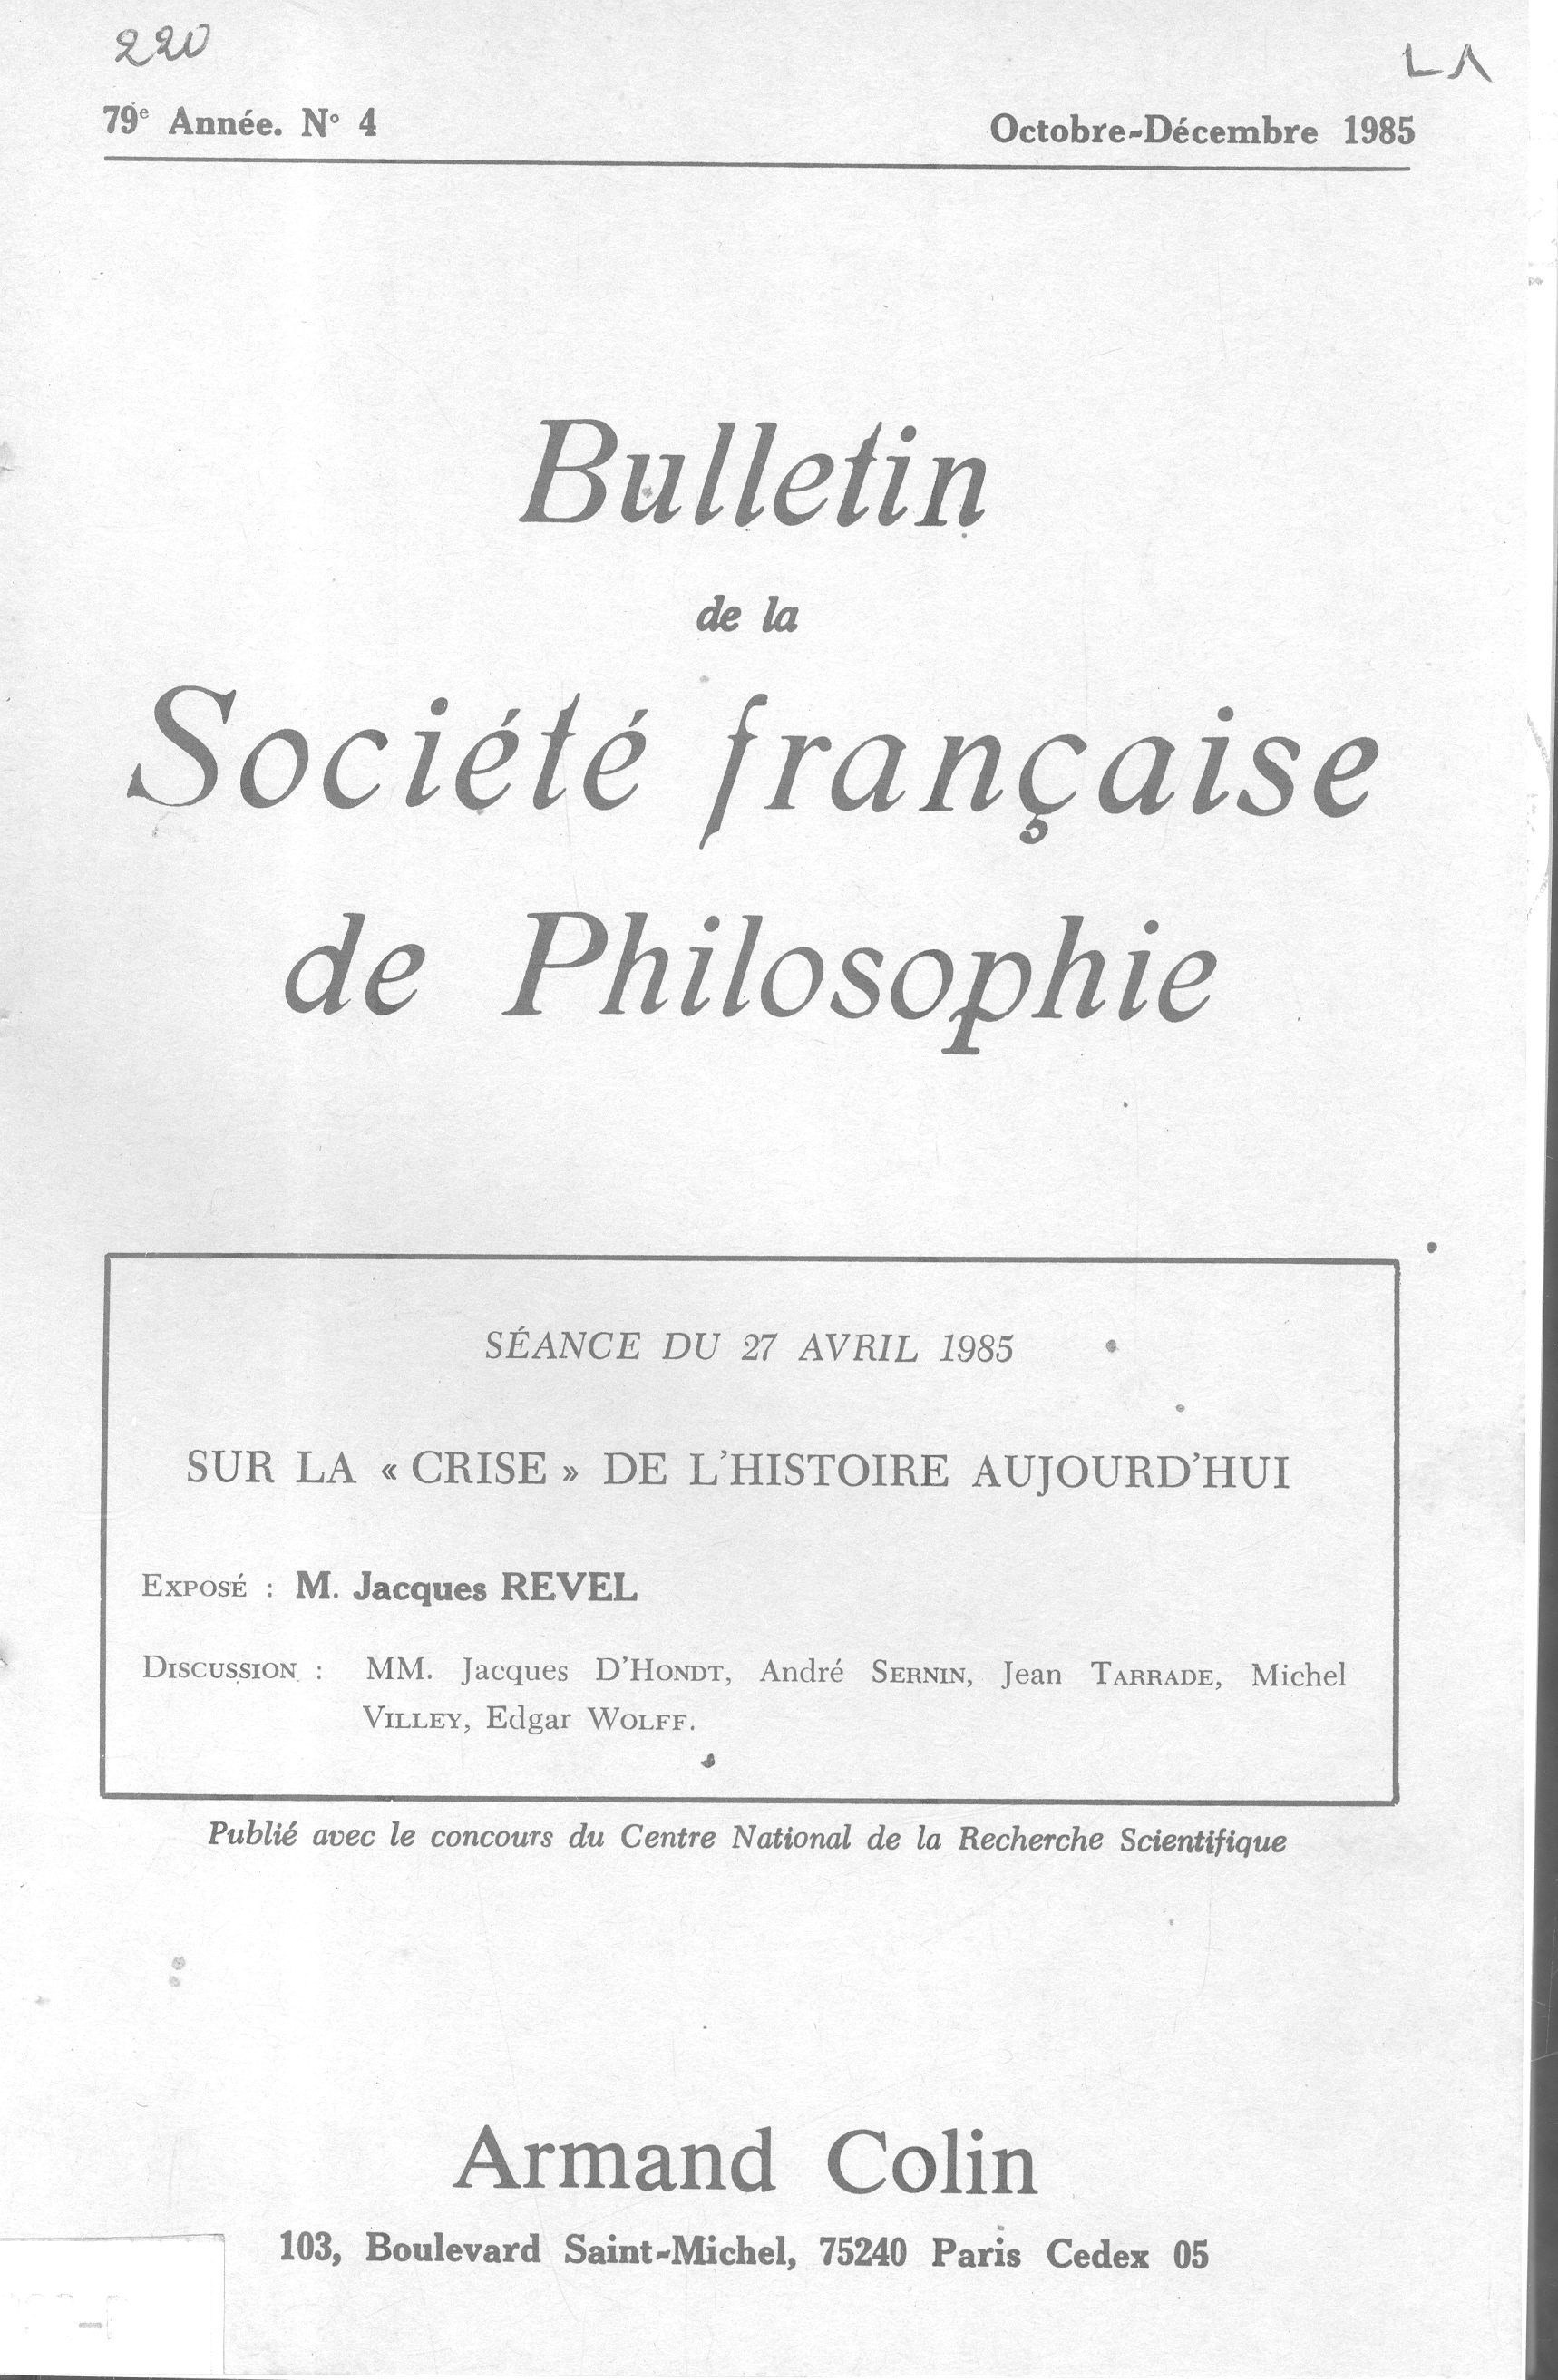 220
LA
79e Année. N° 4
Octobre-Décembre 1985
Bulletin
de la
Société française
de Philosophie
SÉANCE DU 27 AVRIL 1985
SUR LA « CRISE » DE L'HISTOIRE AUJOURD'HUI
EXPOSÉ : M. Jacques REVEL
DISCUSSION : MM. Jacques D'HONDT, André SERNIN, Jean TARRADE, Michel
VILLEY, Edgar WOLFF.
Publié avec le concours du Centre National de la Recherche Scientifique
Armand Colin
103, Boulevard Saint-Michel, 75240 Paris Cedex 05